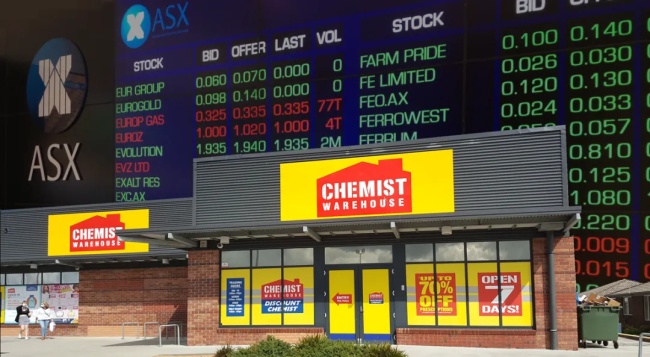 ASX
STOCK BID OFFER LAST VOL
EUR GROUP 0.060 0.070 0.000 0
EUROGOLD 0.098 0.140 0.000 0
EUROP GAS 0.325 0.335 0.335 77T
EUROZ 1.000 1.020 1.000 4T
EVOLUTION 1.935 1.940 1.935 2M
EVZ LTD
EXALT RES
EXC.AX
STOCK BID
FARM PRIDE 0.100 0.140
FE LIMITED 0.026 0.030
FEO.AX 0.120 0.130
FERROWEST 0.024 0.033
FERRUM 0.057
0.810
0.125
1.080
0.220
0.009
0.015
ASX
CHEMIST
WAREHOUSE
CHEMIST
WAREHOUSE
CHEMIST
WAREHOUSE
DISCOUNT
CHEMIST
UP TO
70%
OFF
PRESCRIPTIONS
OPEN
7
DAYS!